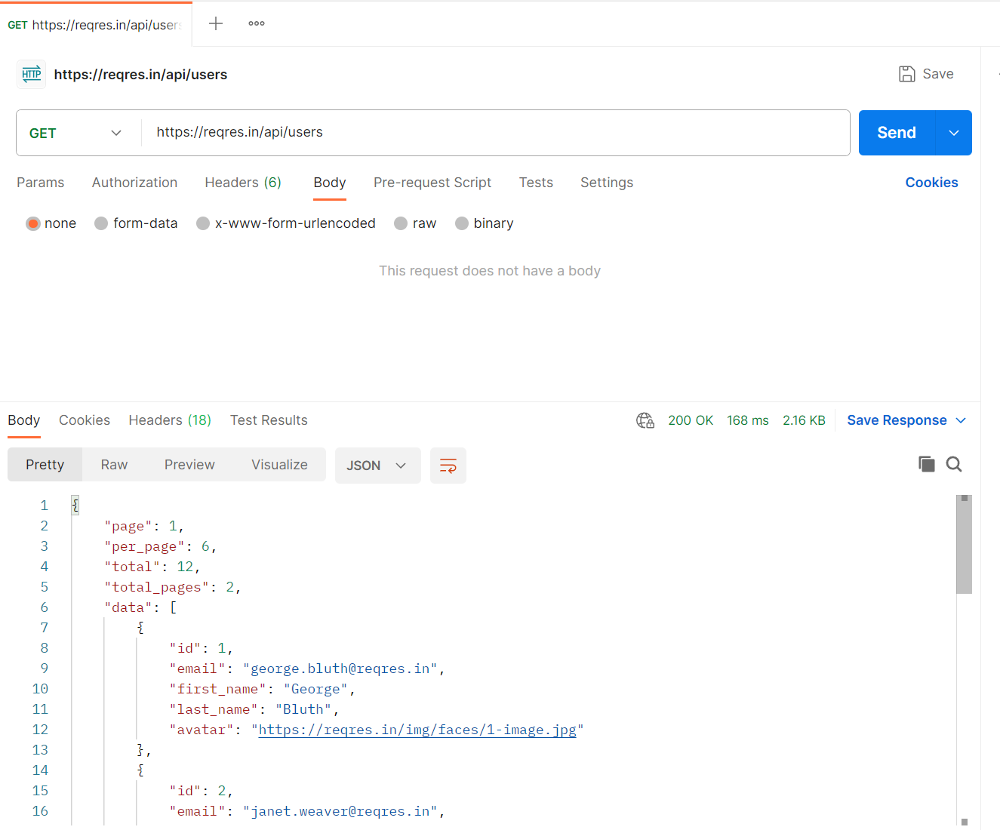 GET https://reqres.in/api/users
HTTP https://reqres.in/api/users Save
GET https://reqres.in/api/users Send
Params Authorization Headers (6) Body Pre-request Script Tests Settings Cookies
none form-data x-www-form-urlencoded raw binary
This request does not have a body
Body Cookies Headers (18) Test Results 200 OK 168 ms 2.16 KB Save Response
Pretty Raw Preview Visualize JSON
1 {
2 "page": 1,
3 "per_page": 6,
4 "total": 12,
5 "total_pages": 2,
6 "data": [
7 {
8 "id": 1,
9 "email": "george.bluth@reqres.in",
10 "first_name": "George",
11 "last_name": "Bluth",
12 "avatar": "https://reqres.in/img/faces/1-image.jpg"
13 },
14 {
15 "id": 2,
16 "email": "janet.weaver@reqres.in",